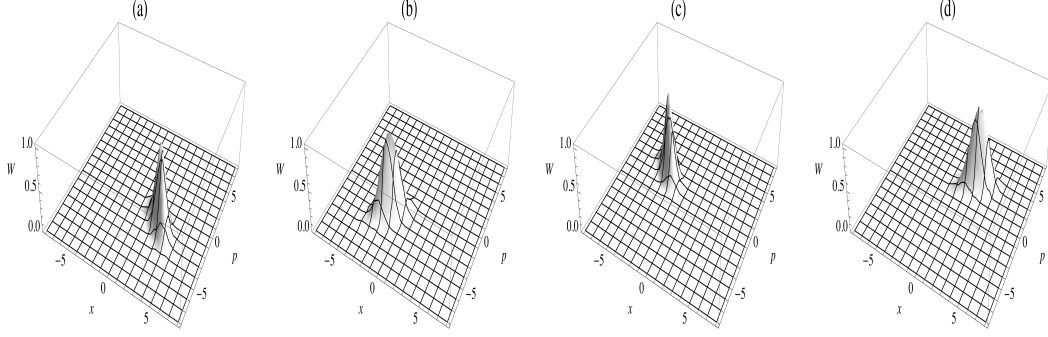 (a) (b) (c) (d)
1.0 1.0 1.0 1.0
W W W W
0.5 0.5 0.5 0.5
5 5 5 5
0.0 0.0 0.0 0.0
0 0 0 0
−5 −5 −5 −5
p p p p
0 0 0 0
−5 −5 −5 −5
x x x x
5 5 5 5